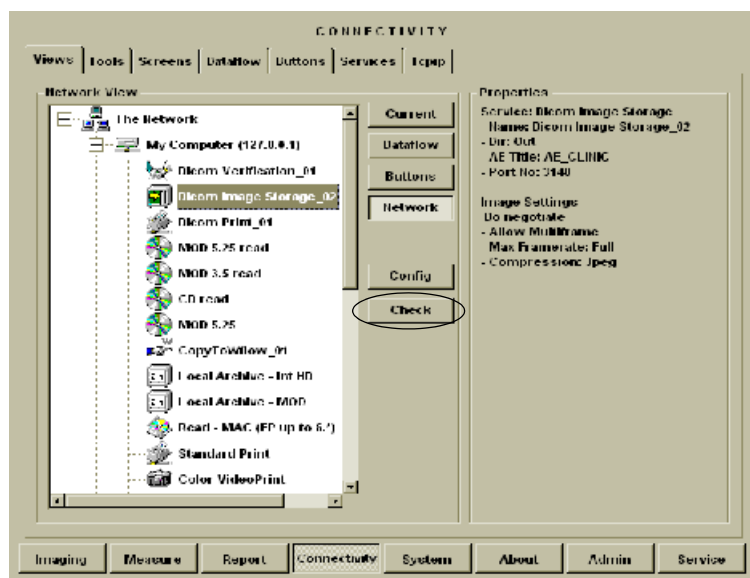 CONNECTIVITY
Views Tools Screens Dataflow Buttons Services Tcpip
Network View
The Network
My Computer (127.0.0.1)
Dicom Verification_01
Dicom Image Storage_02
Dicom Print_01
MOD 5.25 read
MOD 3.5 read
CD read
MOD 5.25
CopyToWillow_01
Local Archive - Int HD
Local Archive - MOD
Read - MAC (EP up to 6.*)
Standard Print
Color VideoPrint
Current
Dataflow
Buttons
Network
Config
Check
Properties
Service: Dicom Image Storage
Name: Dicom Image Storage_02
- Dir: Out
AE Title: AE_CLINIC
- Port No: 3140
Image Settings
Do negotiate
- Allow Multiframe
Max Framerate: Full
- Compression: Jpeg
Imaging Measure Report Connectivity System About Admin Service